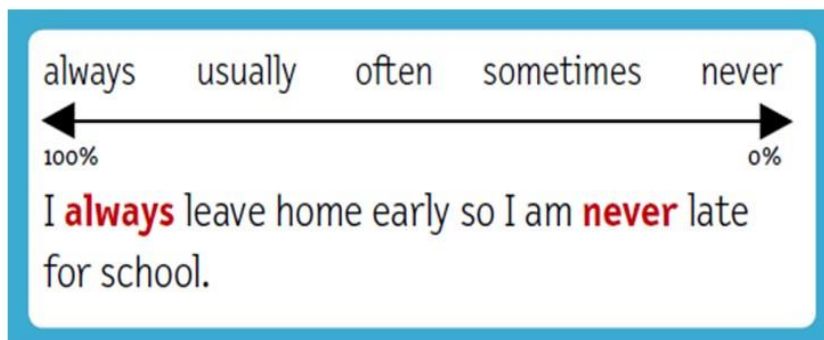 always usually often sometimes never
100% 0%
I always leave home early so I am never late
for school.